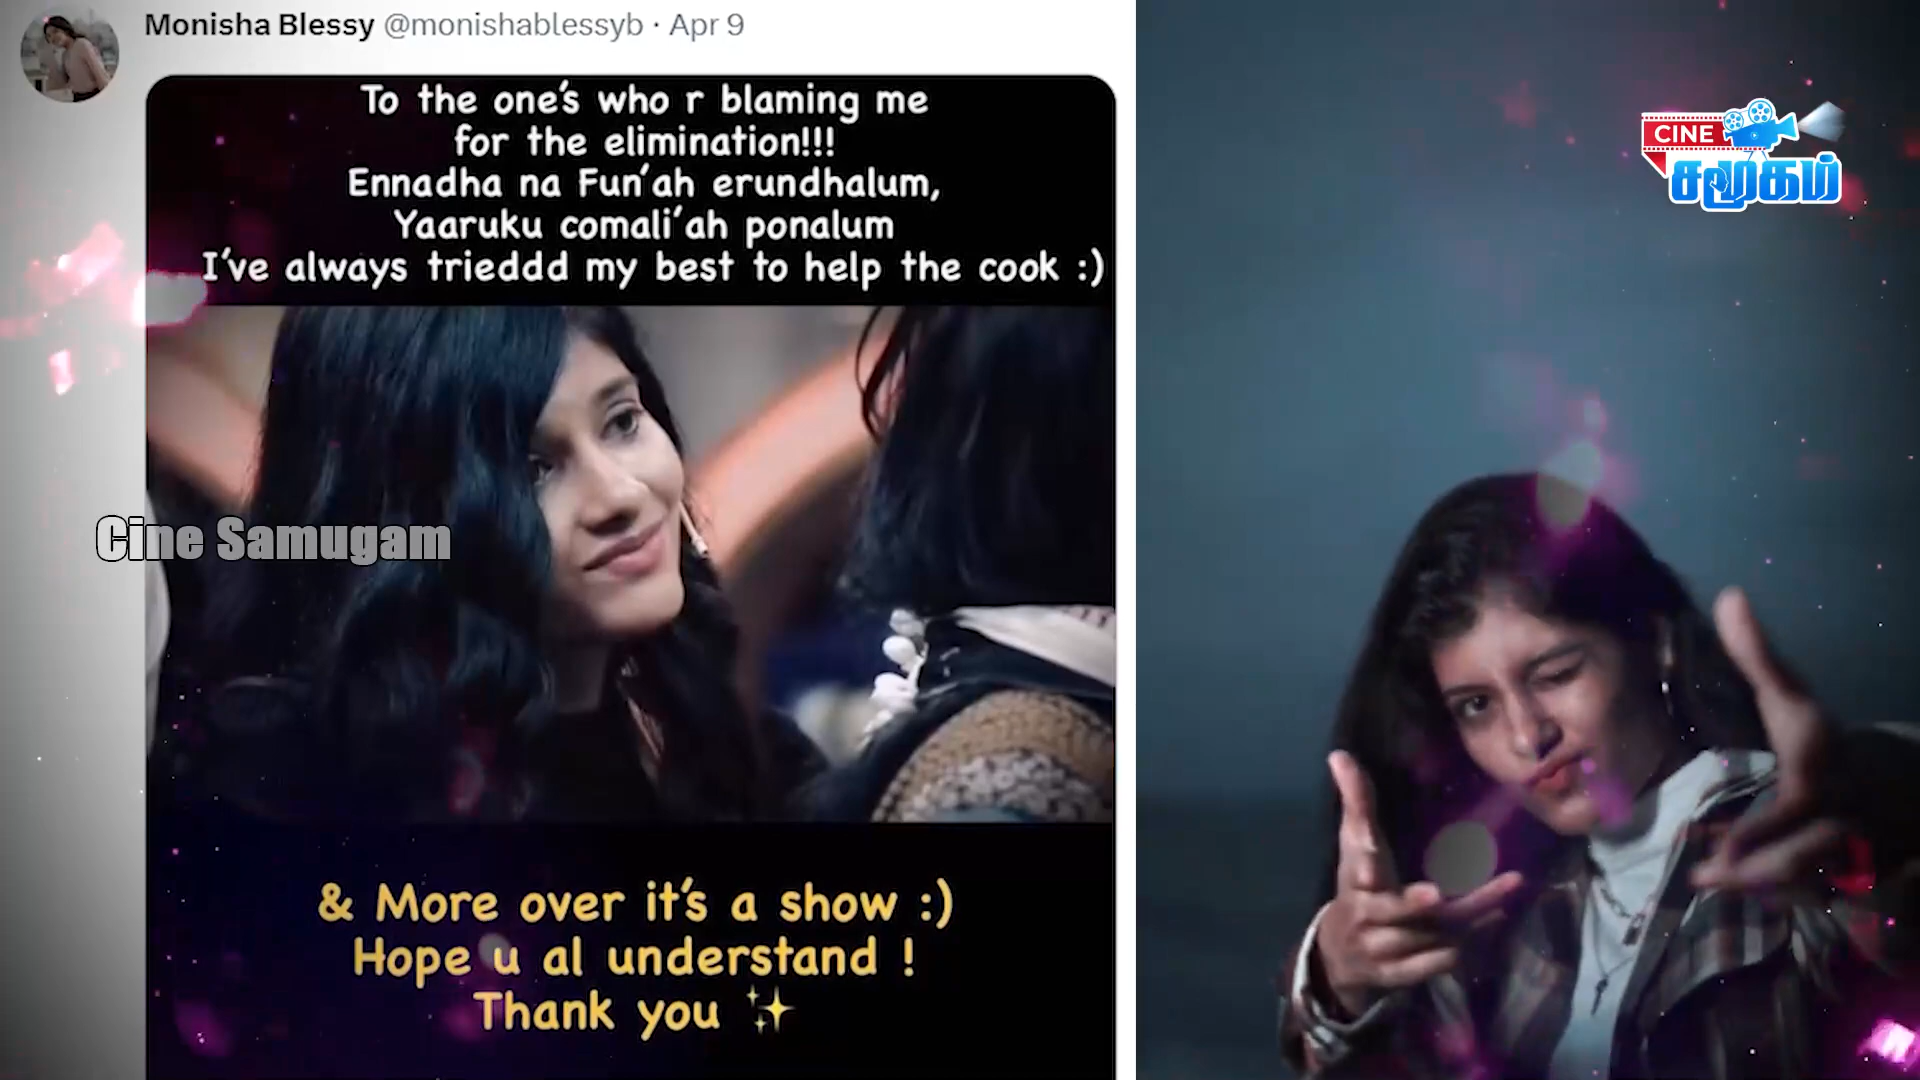 Monisha Blessy @monishablessyb · Apr 9
To the one's who r blaming me
for the elimination!!!
Ennadha na Fun'ah erundhalum,
Yaaruku comali'ah ponalum
I've always trieddd my best to help the cook :)
CINE
சமூகம்
Cine Samugam
& More over it's a show :)
Hope u al understand !
Thank you ✨